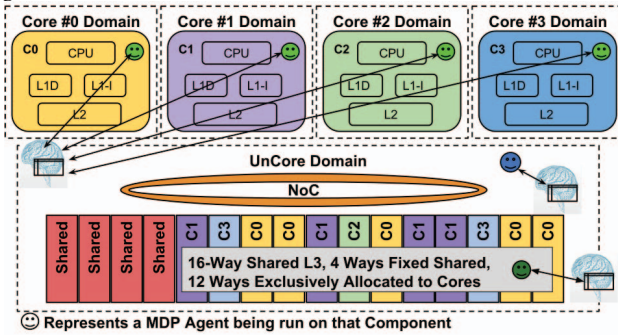 Core #0 Domain Core #1 Domain Core #2 Domain Core #3 Domain
C0 CPU C1 CPU C2 CPU C3 CPU
L1D L1-I L1D L1-I L1D L1-I L1D L1-I
L2 L2 L2 L2
UnCore Domain
NoC
Shared Shared Shared Shared C1 C3 C0 C0 C1 C2 C0 C1 C1 C3 C0 C0
16-Way Shared L3, 4 Ways Fixed Shared,
12 Ways Exclusively Allocated to Cores
Represents a MDP Agent being run on that Component